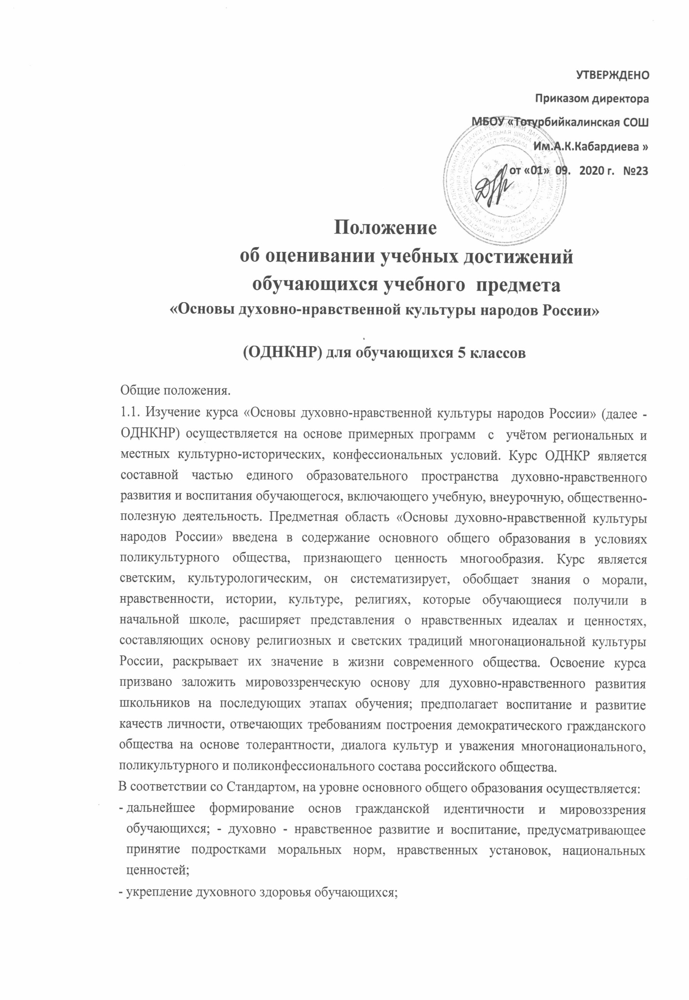 УТВЕРЖДЕНО
Приказом директора
МБОУ «Тотурбийкалинская СОШ
Им.А.К.Кабардиева »
от «01» 09. 2020 г. №23
Положение
об оценивании учебных достижений
обучающихся учебного предмета
«Основы духовно-нравственной культуры народов России»
(ОДНКНР) для обучающихся 5 классов
Общие положения.
1.1. Изучение курса «Основы духовно-нравственной культуры народов России» (далее -
ОДНКНР) осуществляется на основе примерных программ с учётом региональных и
местных культурно-исторических, конфессиональных условий. Курс ОДНКР является
составной частью единого образовательного пространства духовно-нравственного
развития и воспитания обучающегося, включающего учебную, внеурочную, общественно-
полезную деятельность. Предметная область «Основы духовно-нравственной культуры
народов России» введена в содержание основного общего образования в условиях
поликультурного общества, признающего ценность многообразия. Курс является
светским, культурологическим, он систематизирует, обобщает знания о морали,
нравственности, истории, культуре, религиях, которые обучающиеся получили в
начальной школе, расширяет представления о нравственных идеалах и ценностях,
составляющих основу религиозных и светских традиций многонациональной культуры
России, раскрывает их значение в жизни современного общества. Освоение курса
призвано заложить мировоззренческую основу для духовно-нравственного развития
школьников на последующих этапах обучения; предполагает воспитание и развитие
качеств личности, отвечающих требованиям построения демократического гражданского
общества на основе толерантности, диалога культур и уважения многонационального,
поликультурного и поликонфессионального состава российского общества.
В соответствии со Стандартом, на уровне основного общего образования осуществляется:
- дальнейшее формирование основ гражданской идентичности и мировоззрения
обучающихся; - духовно - нравственное развитие и воспитание, предусматривающее
принятие подростками моральных норм, нравственных установок, национальных
ценностей;
- укрепление духовного здоровья обучающихся;